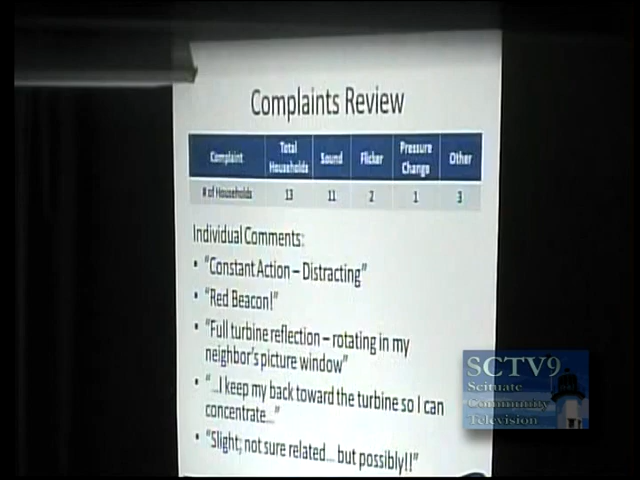 Complaints Review
Complaint Total Households Sound Flicker Pressure Change Other
# of Households 13 11 2 1 3
Individual Comments:
• "Constant Action – Distracting"
• "Red Beacon!"
• "Full turbine reflection – rotating in my
neighbor's picture window"
• "...I keep my back toward the turbine so I can
concentrate..."
• "Slight; not sure related... but possibly!!"
SCTV9
Scituate
Community
Television